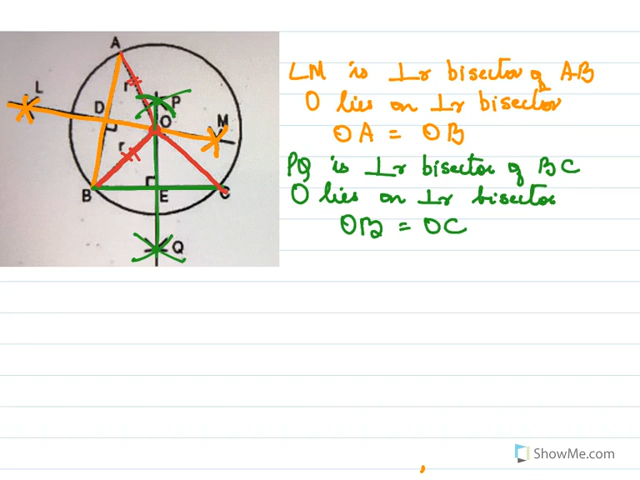 A
L
r
P
D
O
M
r
B
E
C
Q
LM is ⊥r bisector of AB
O lies on ⊥r bisector
OA = OB
PQ is ⊥r bisector of BC
O lies on ⊥r bisector
OB = OC
ShowMe.com